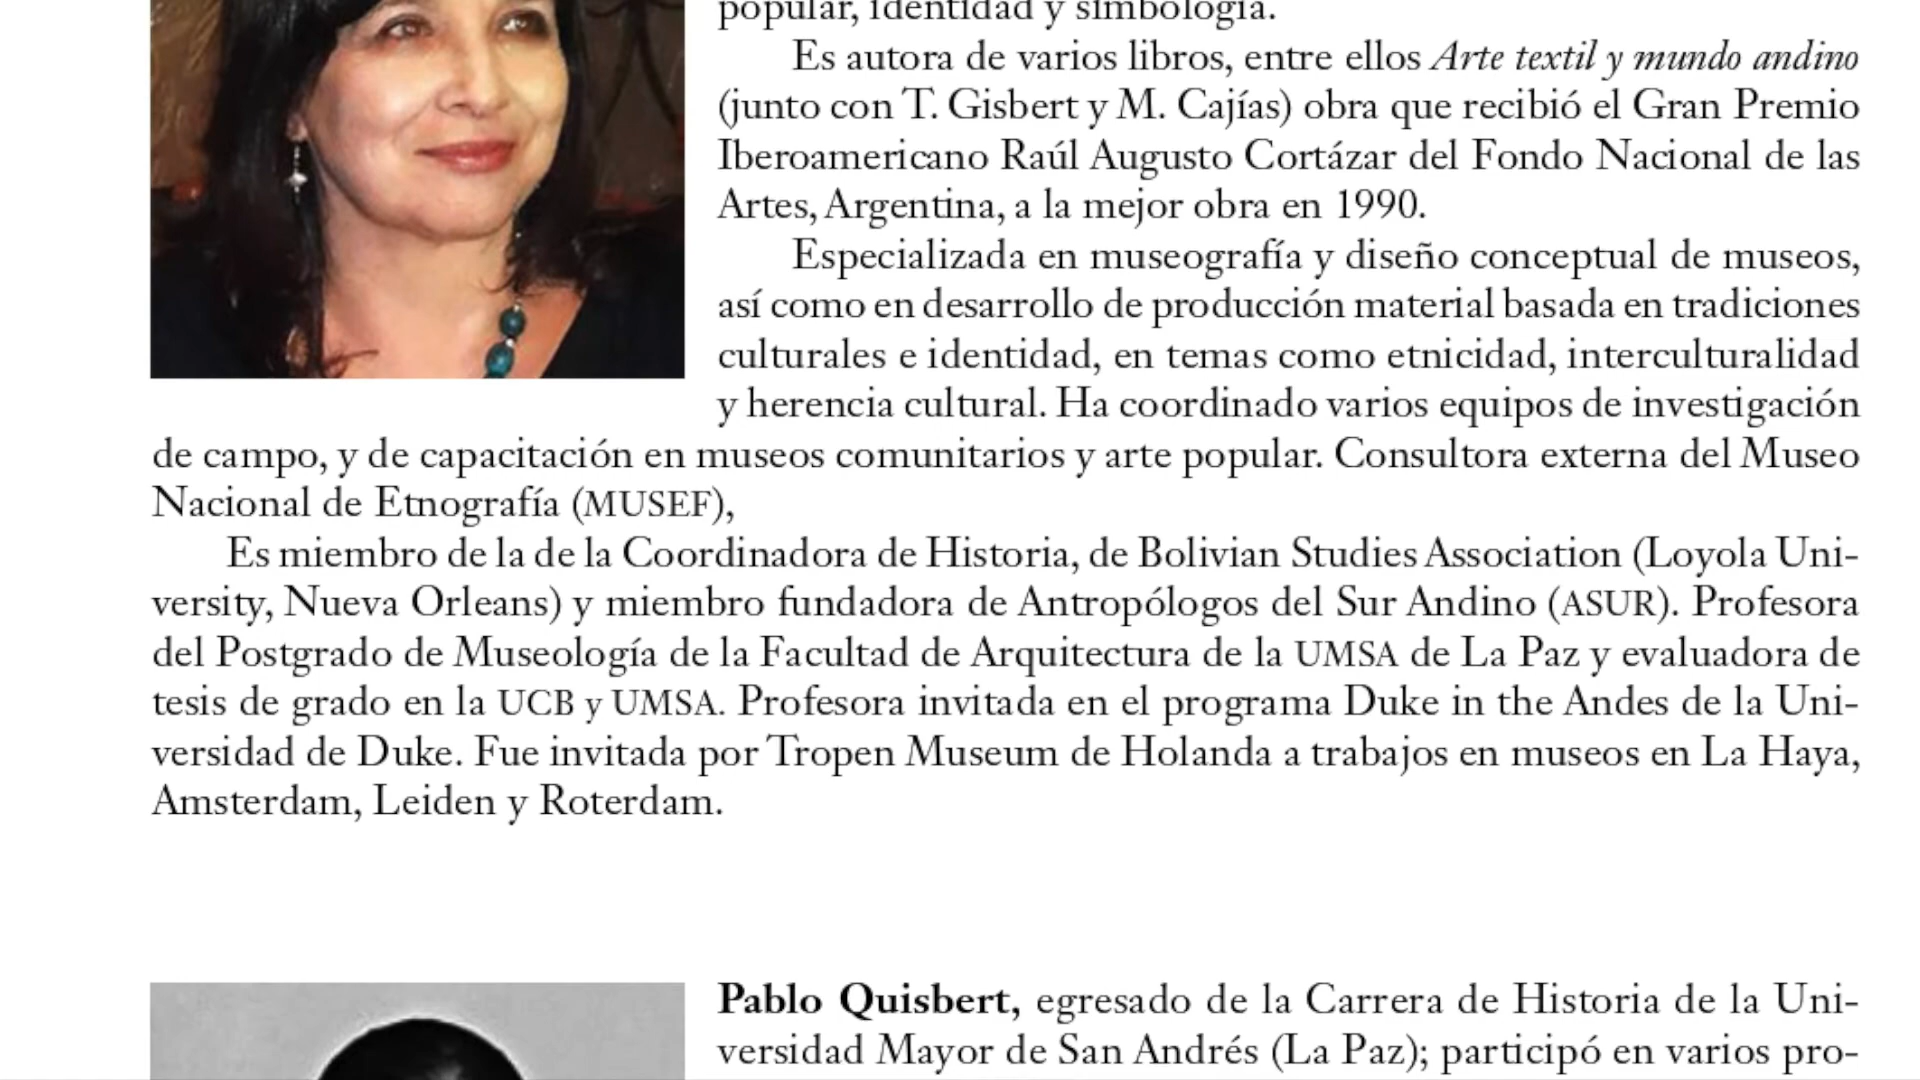 popular, identidad y simbología.
Es autora de varios libros, entre ellos Arte textil y mundo andino
(junto con T. Gisbert y M. Cajías) obra que recibió el Gran Premio
Iberoamericano Raúl Augusto Cortázar del Fondo Nacional de las
Artes, Argentina, a la mejor obra en 1990.
Especializada en museografía y diseño conceptual de museos,
así como en desarrollo de producción material basada en tradiciones
culturales e identidad, en temas como etnicidad, interculturalidad
y herencia cultural. Ha coordinado varios equipos de investigación
de campo, y de capacitación en museos comunitarios y arte popular. Consultora externa del Museo
Nacional de Etnografía (MUSEF),
Es miembro de la de la Coordinadora de Historia, de Bolivian Studies Association (Loyola Uni-
versity, Nueva Orleans) y miembro fundadora de Antropólogos del Sur Andino (ASUR). Profesora
del Postgrado de Museología de la Facultad de Arquitectura de la UMSA de La Paz y evaluadora de
tesis de grado en la UCB y UMSA. Profesora invitada en el programa Duke in the Andes de la Uni-
versidad de Duke. Fue invitada por Tropen Museum de Holanda a trabajos en museos en La Haya,
Amsterdam, Leiden y Roterdam.
Pablo Quisbert, egresado de la Carrera de Historia de la Uni-
versidad Mayor de San Andrés (La Paz); participó en varios pro-